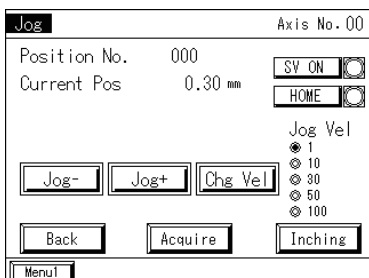 Jog Axis No. 00
Position No. 000
SV ON
Current Pos 0.30 mm
HOME
Jog Vel
1
10
30
50
100
Jog- Jog+ Chg Vel
Back Acquire Inching
Menu1